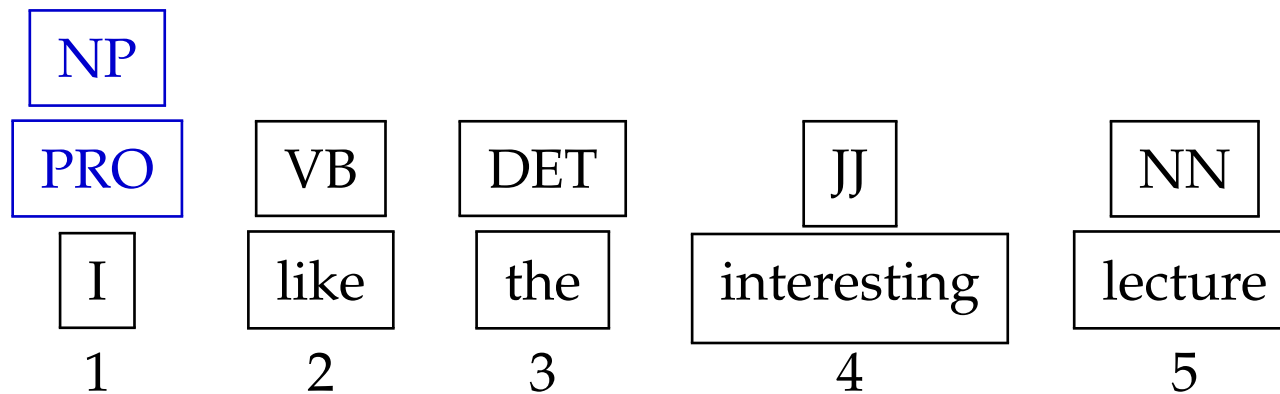 NP
PRO VB DET JJ NN
I like the interesting lecture
1 2 3 4 5